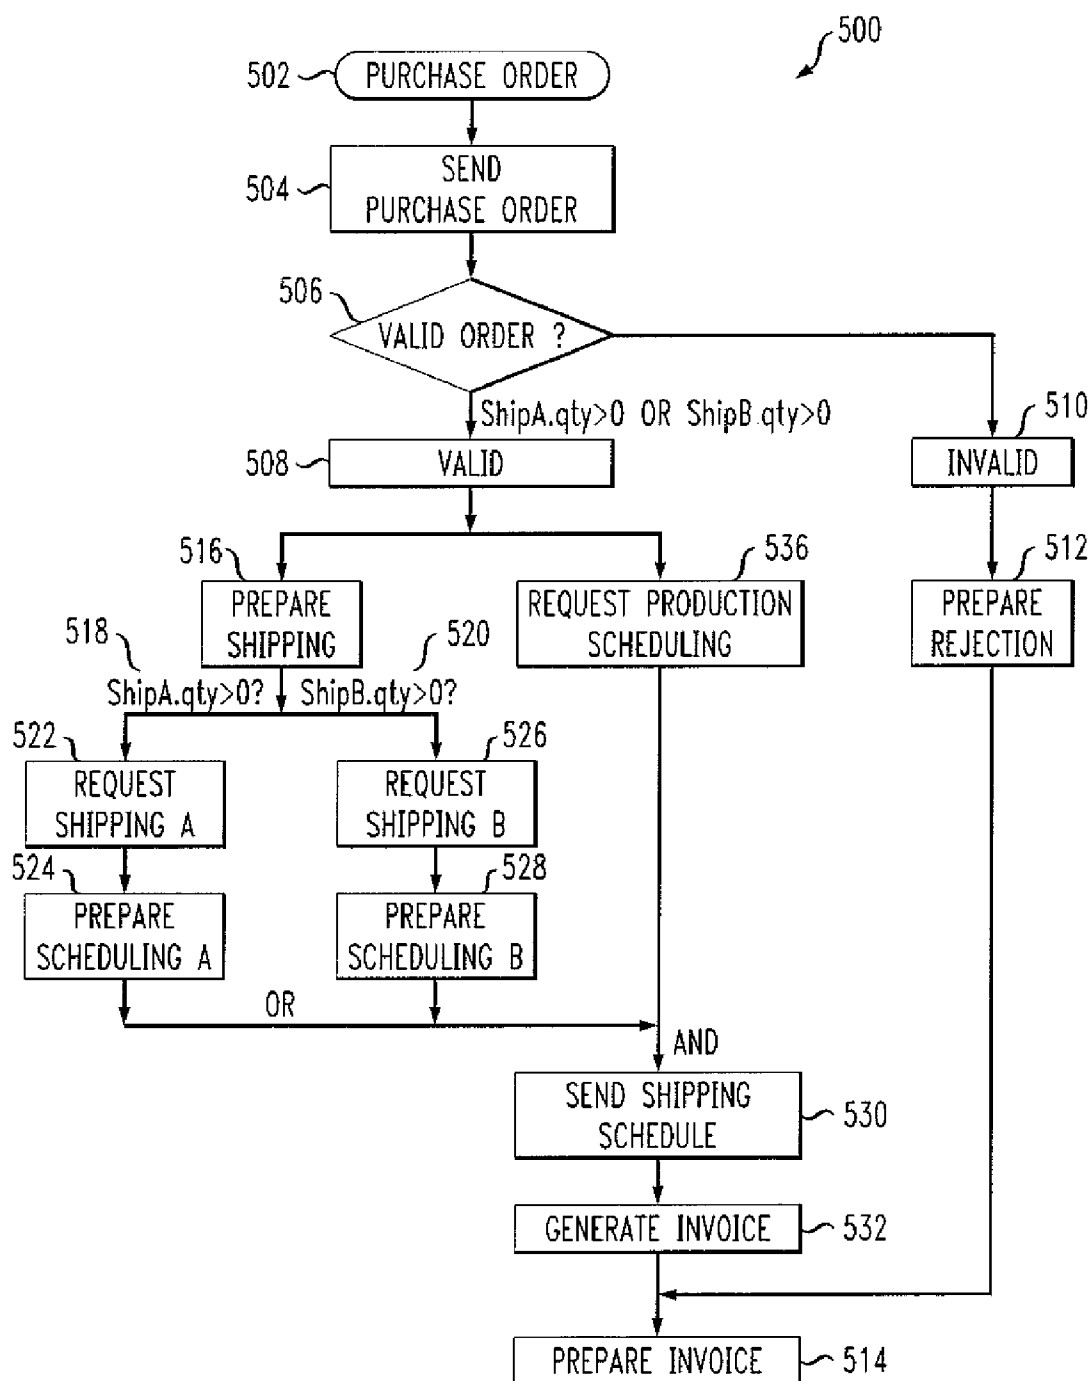 500
502
PURCHASE ORDER
504
SEND
PURCHASE ORDER
506
VALID ORDER ?
ShipA.qty>0 OR ShipB.qty>0
508
VALID
510
INVALID
516
PREPARE
SHIPPING
536
REQUEST PRODUCTION
SCHEDULING
512
PREPARE
REJECTION
518
ShipA.qty>0?
520
ShipB.qty>0?
522
REQUEST
SHIPPING A
526
REQUEST
SHIPPING B
524
PREPARE
SCHEDULING A
528
PREPARE
SCHEDULING B
OR
AND
SEND SHIPPING
SCHEDULE
530
GENERATE INVOICE
532
PREPARE INVOICE
514